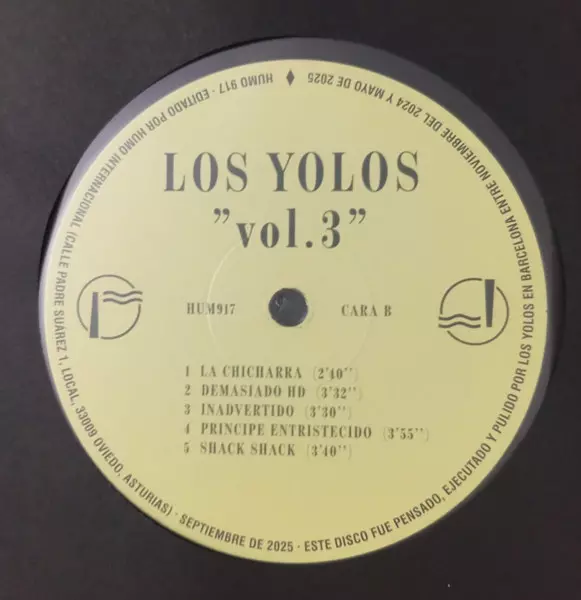 LOS YOLOS
"vol.3"
HUM917
CARA B
1 LA CHICHARRA (2'40'')
2 DEMASIADO HD (3'32'')
3 INADVERTIDO (3'30'')
4 PRINCIPE ENTRISTECIDO (3'55'')
5 SHACK SHACK (3'40'')
HUMO 917 · EDITADO POR HUMO INTERNACIONAL (CALLE PADRE SUÁREZ 1, LOCAL, 33009 OVIEDO, ASTURIAS) · SEPTIEMBRE DE 2025 · ESTE DISCO FUE PENSADO, EJECUTADO Y PULIDO POR LOS YOLOS EN BARCELONA ENTRE NOVIEMBRE DEL 2024 Y MAYO DE 2025